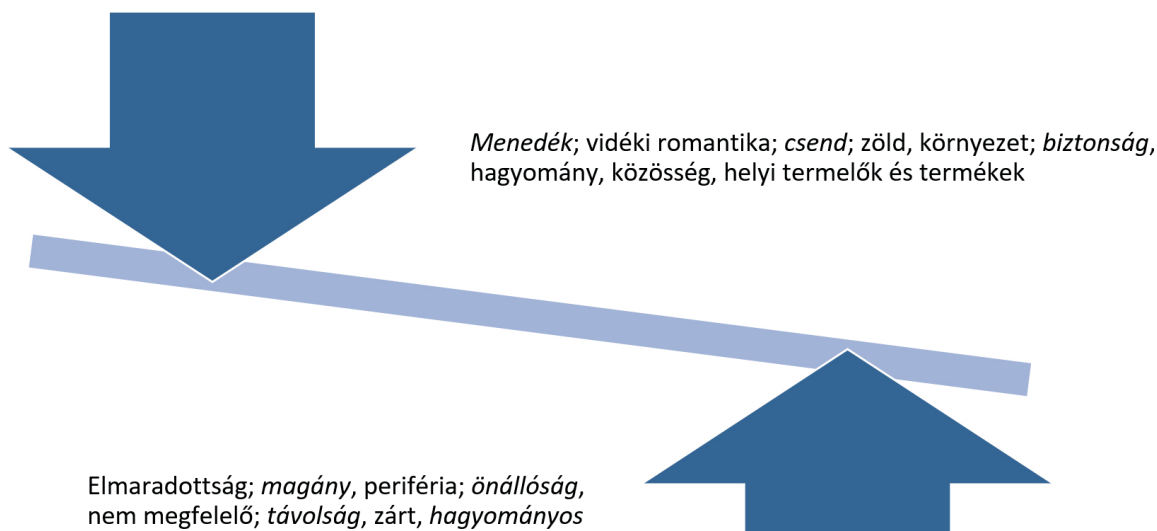 Menedék; vidéki romantika; csend; zöld, környezet; biztonság,
hagyomány, közösség, helyi termelők és termékek
Elmaradottság; magány, periféria; önállóság,
nem megfelelő; távolság, zárt, hagyományos